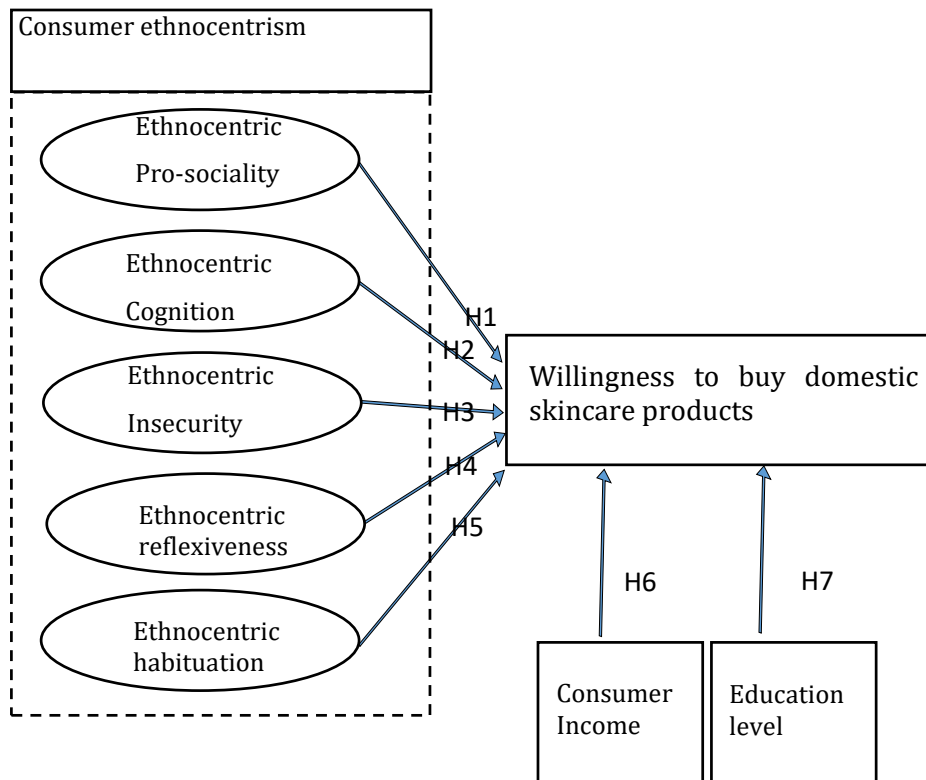 Consumer ethnocentrism
Ethnocentric
Pro-sociality
Ethnocentric
Cognition
Ethnocentric
Insecurity
Ethnocentric
reflexiveness
Ethnocentric
habituation
H1
H2
H3
H4
H5
Willingness to buy domestic
skincare products
H6
H7
Consumer
Income
Education
level